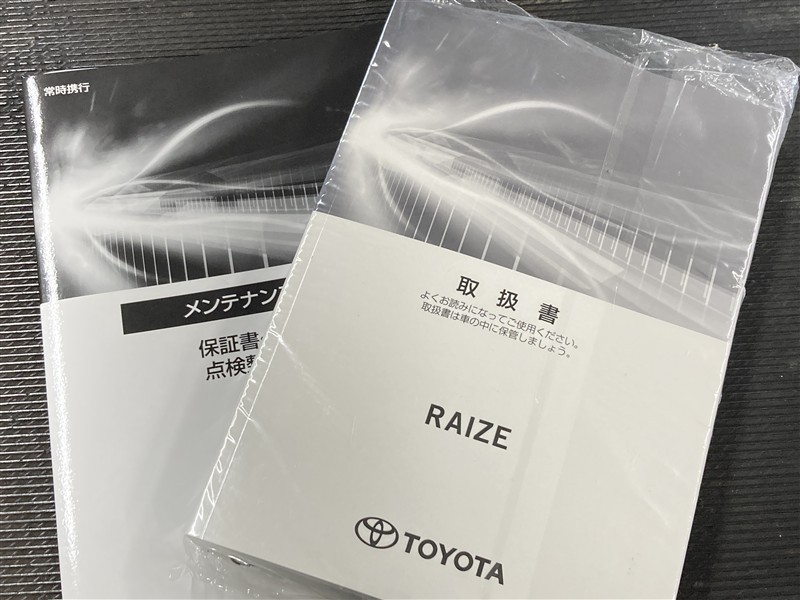 常時携行
メンテナン
保証書
点検
取扱書
よくお読みになってご使用ください。
取扱書は車の中に保管しましょう。
RAIZE
TOYOTA